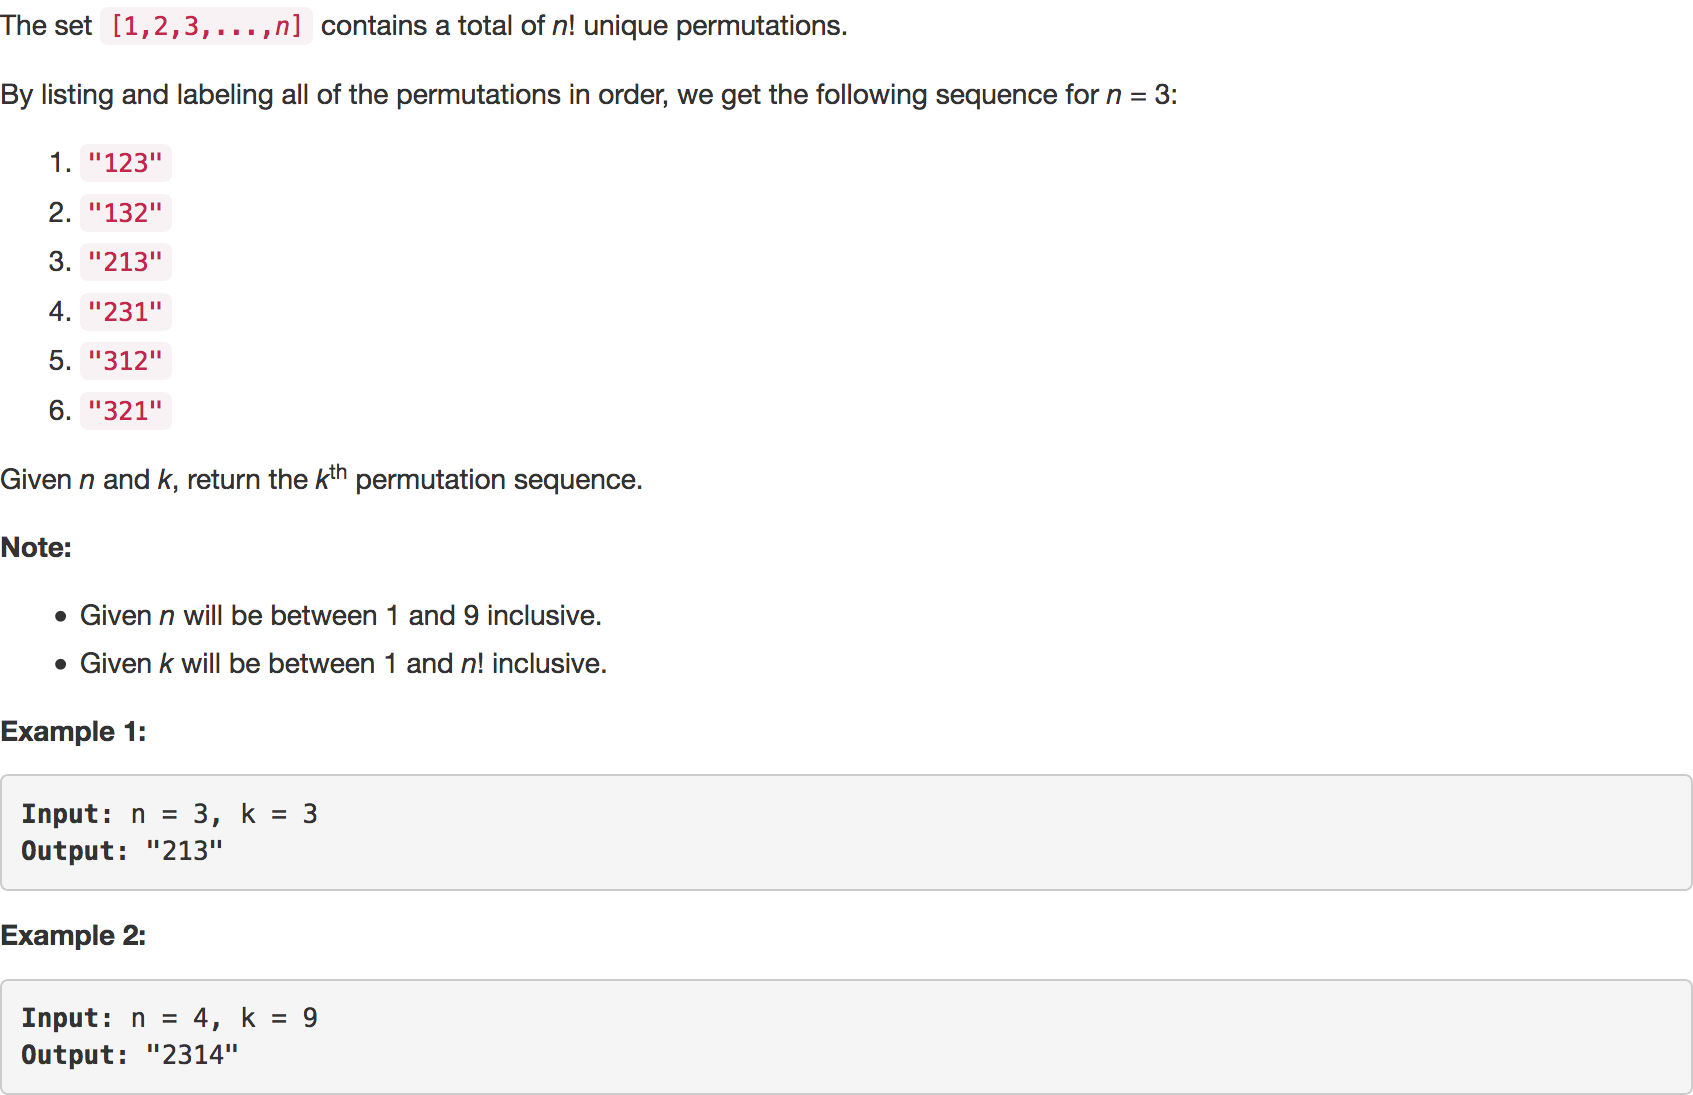 The set [1,2,3,...,n] contains a total of n! unique permutations.
By listing and labeling all of the permutations in order, we get the following sequence for n = 3:
1. "123"
2. "132"
3. "213"
4. "231"
5. "312"
6. "321"
Given n and k, return the kth permutation sequence.
Note:
• Given n will be between 1 and 9 inclusive.
• Given k will be between 1 and n! inclusive.
Example 1:
Input: n = 3, k = 3
Output: "213"
Example 2:
Input: n = 4, k = 9
Output: "2314"